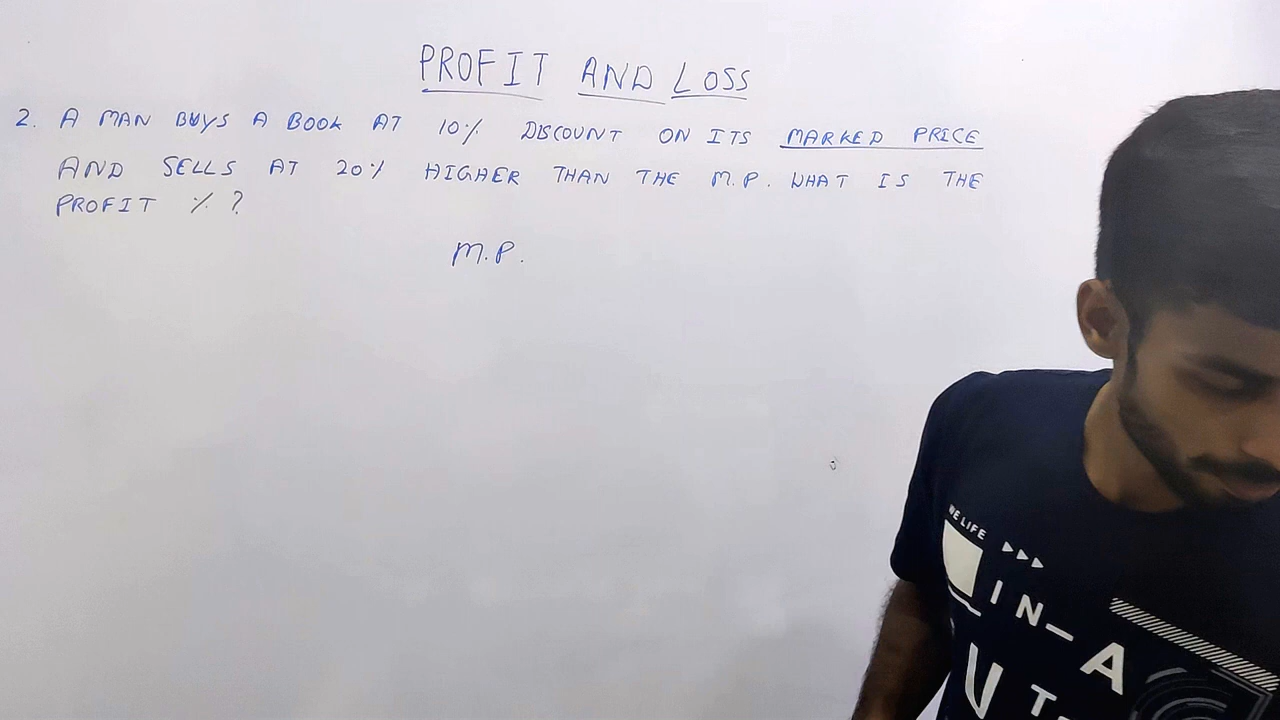 PROFIT AND LOSS
2. A MAN BUYS A BOOK AT 10% DISCOUNT ON ITS MARKED PRICE
AND SELLS AT 20% HIGHER THAN THE M.P. WHAT IS THE
PROFIT % ?
M.P.
WE LIFE
IN-A